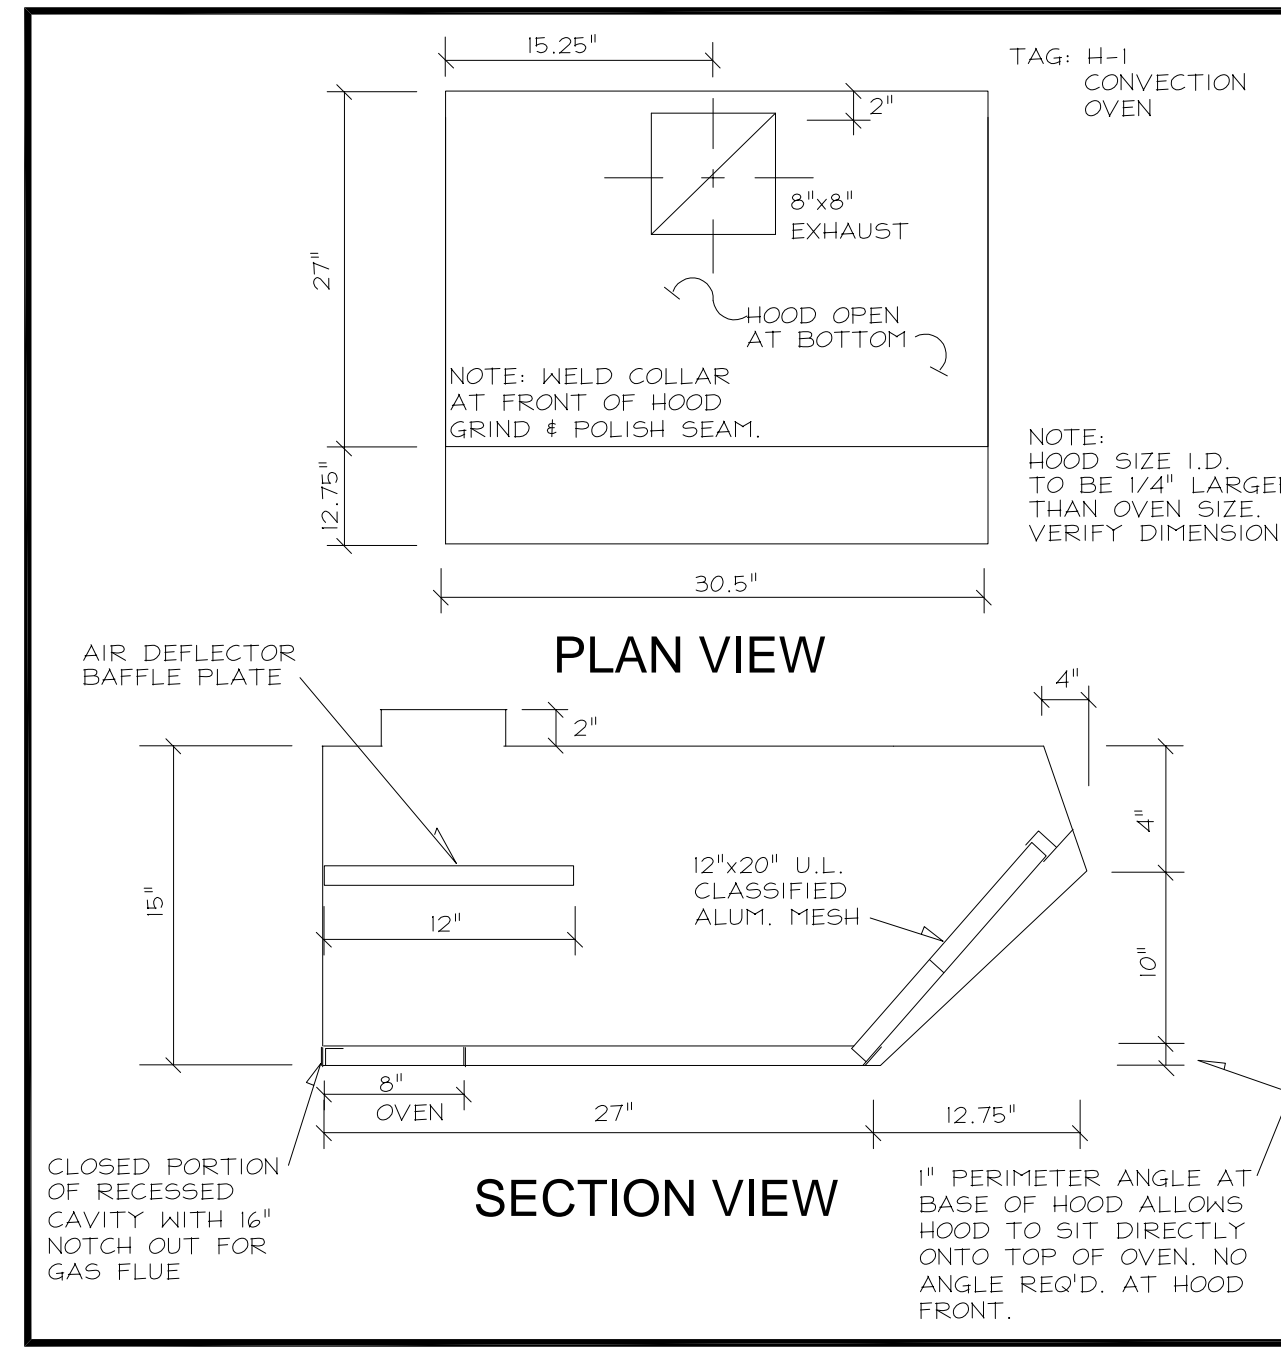 15.25"
TAG: H-1
CONVECTION
OVEN
2"
8"x8"
EXHAUST
27"
HOOD OPEN
AT BOTTOM
NOTE: WELD COLLAR
AT FRONT OF HOOD
GRIND & POLISH SEAM.
12.75"
NOTE:
HOOD SIZE I.D.
TO BE 1/4" LARGER
THAN OVEN SIZE.
VERIFY DIMENSION
30.5"
PLAN VIEW
AIR DEFLECTOR
BAFFLE PLATE
4"
2"
15"
12"
12"x20" U.L.
CLASSIFIED
ALUM. MESH
4"
10"
8"
OVEN
27"
12.75"
CLOSED PORTION
OF RECESSED
CAVITY WITH 16"
NOTCH OUT FOR
GAS FLUE
SECTION VIEW
1" PERIMETER ANGLE AT
BASE OF HOOD ALLOWS
HOOD TO SIT DIRECTLY
ONTO TOP OF OVEN. NO
ANGLE REQ'D. AT HOOD
FRONT.